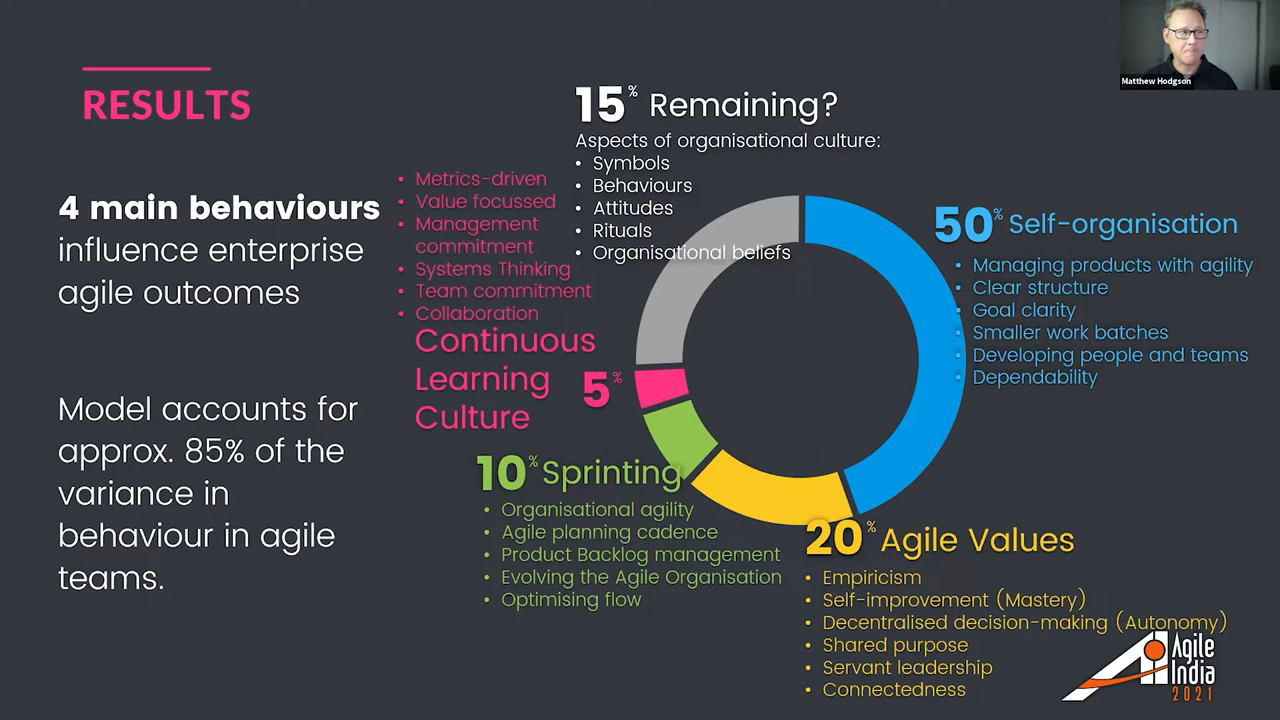 Matthew Hodgson
RESULTS
4 main behaviours
influence enterprise
agile outcomes
Model accounts for
approx. 85% of the
variance in
behaviour in agile
teams.
15% Remaining?
Aspects of organisational culture:
• Symbols
• Behaviours
• Attitudes
• Rituals
• Organisational beliefs
• Metrics-driven
• Value focussed
• Management
commitment
• Systems Thinking
• Team commitment
• Collaboration
Continuous
Learning
Culture
5%
50% Self-organisation
• Managing products with agility
• Clear structure
• Goal clarity
• Smaller work batches
• Developing people and teams
• Dependability
10% Sprinting
• Organisational agility
• Agile planning cadence
• Product Backlog management
• Evolving the Agile Organisation
• Optimising flow
20% Agile Values
• Empiricism
• Self-improvement (Mastery)
• Decentralised decision-making (Autonomy)
• Shared purpose
• Servant leadership
• Connectedness
Agile
India
2021